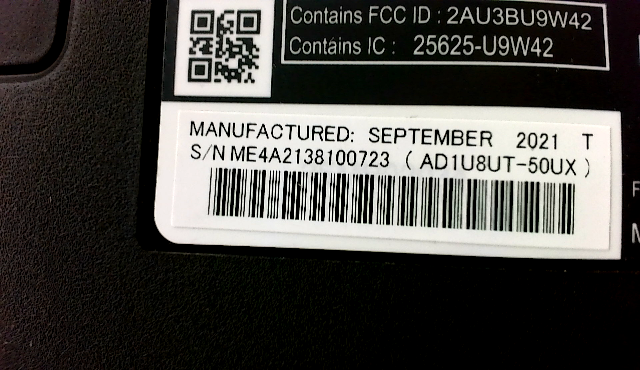 Contains FCC ID : 2AU3BU9W42
Contains IC : 25625-U9W42
MANUFACTURED: SEPTEMBER 2021 T
S/N ME4A2138100723 ( AD1U8UT-50UX )